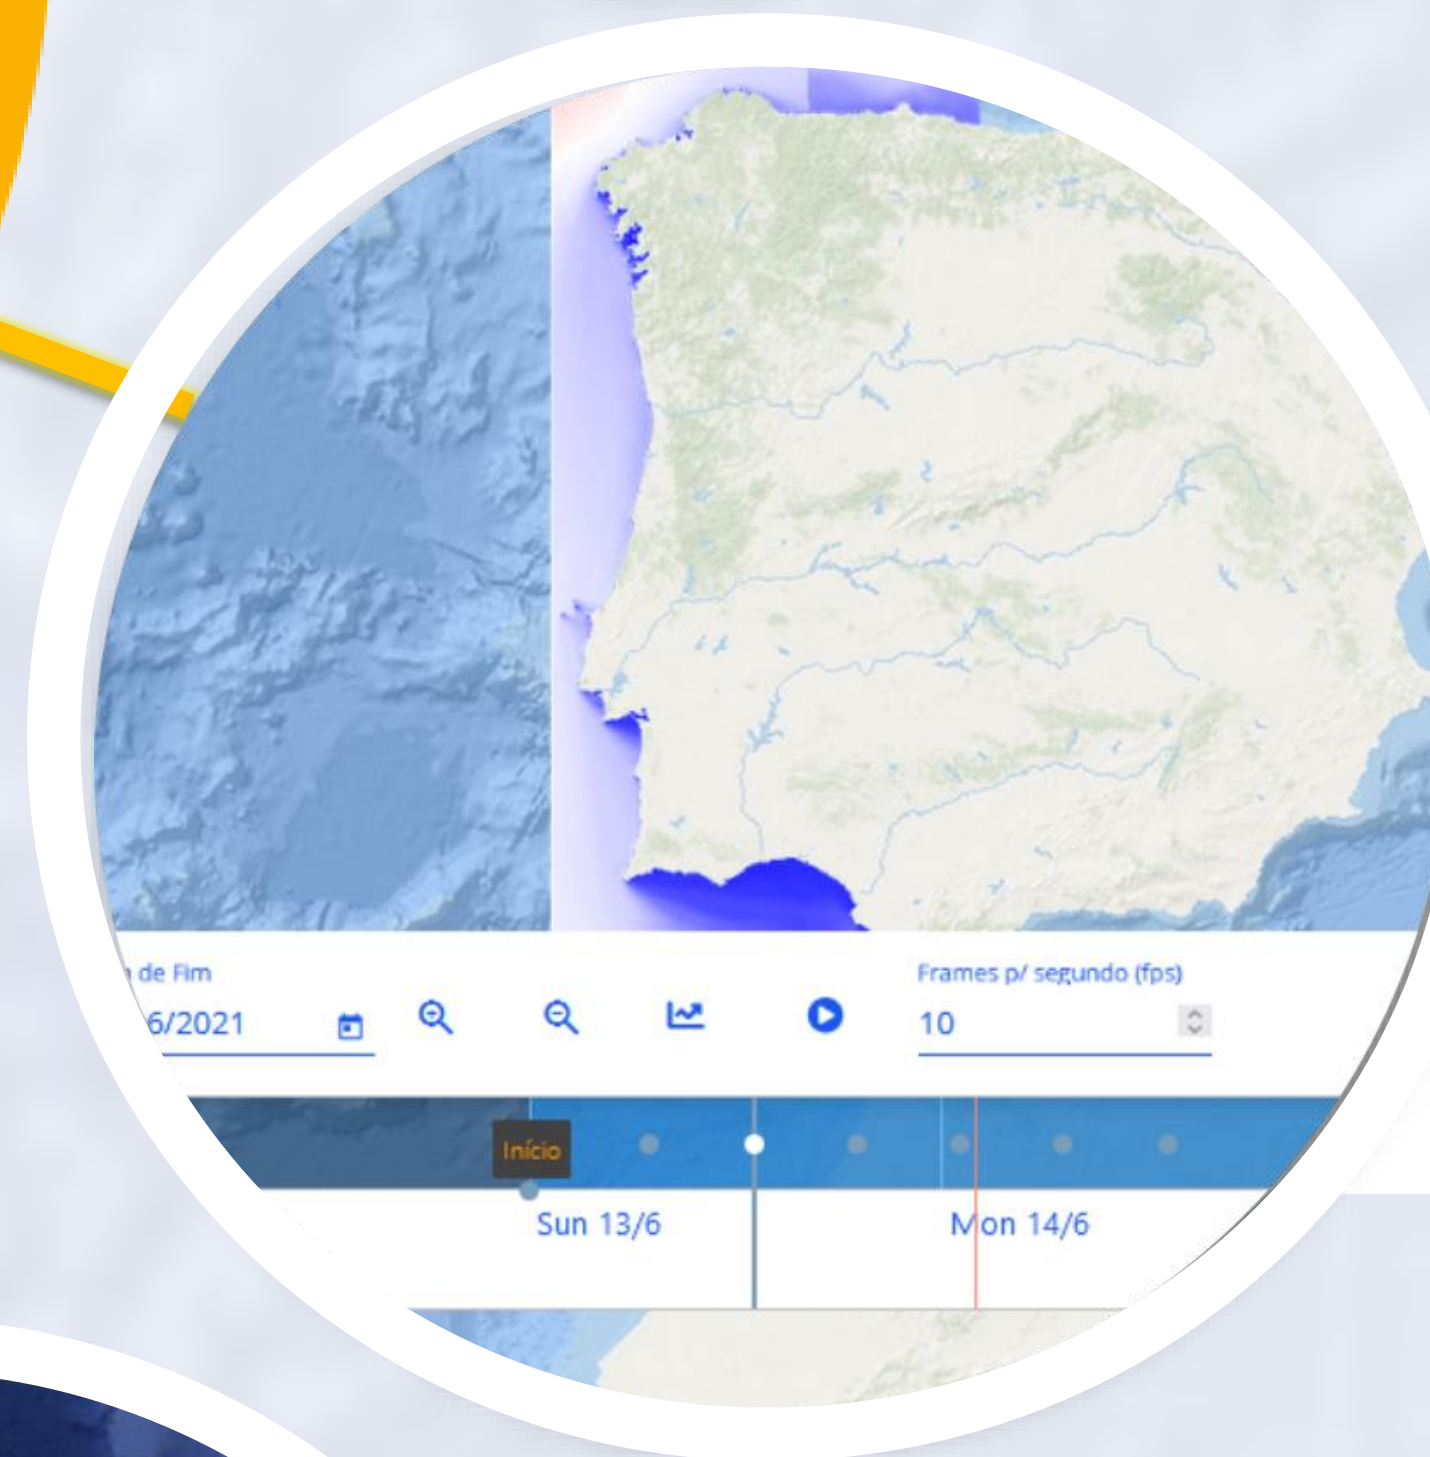 de Fim
6/2021
Frames p/ segundo (fps)
10
Início
Sun 13/6
Mon 14/6